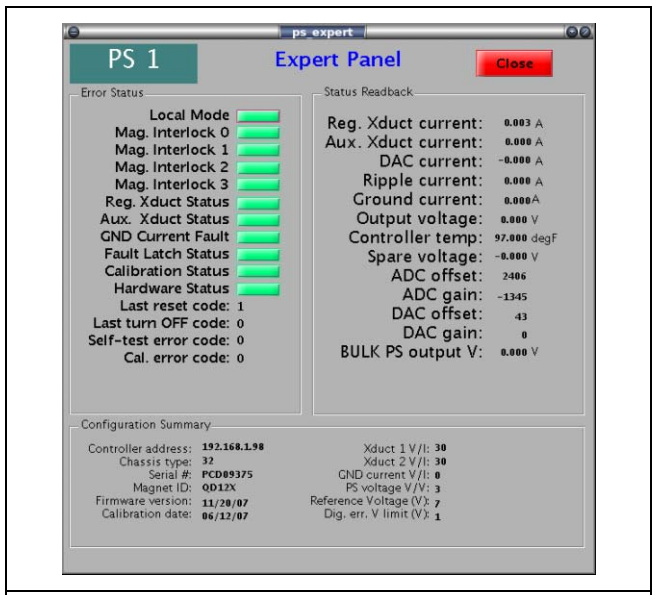 ps_expert
PS 1
Expert Panel
Close
Error Status
Local Mode
Mag. Interlock 0
Mag. Interlock 1
Mag. Interlock 2
Mag. Interlock 3
Reg. Xduct Status
Aux. Xduct Status
GND Current Fault
Fault Latch Status
Calibration Status
Hardware Status
Last reset code: 1
Last turn OFF code: 0
Self-test error code: 0
Cal. error code: 0
Status Readback
Reg. Xduct current: 0.003 A
Aux. Xduct current: 0.000 A
DAC current: -0.000 A
Ripple current: 0.000 A
Ground current: 0.000 A
Output voltage: 0.000 V
Controller temp: 97.000 degF
Spare voltage: -0.000 V
ADC offset: 2406
ADC gain: -1345
DAC offset: 43
DAC gain: 0
BULK PS output V: 0.000 V
Configuration Summary
Controller address: 192.168.1.98
Chassis type: 32
Serial #: PCD09375
Magnet ID: QD12X
Firmware version: 11/20/07
Calibration date: 06/12/07
Xduct 1 V/I: 30
Xduct 2 V/I: 30
GND current V/I: 0
PS voltage V/V: 3
Reference Voltage (V): 7
Dig. err. V limit (V): 1